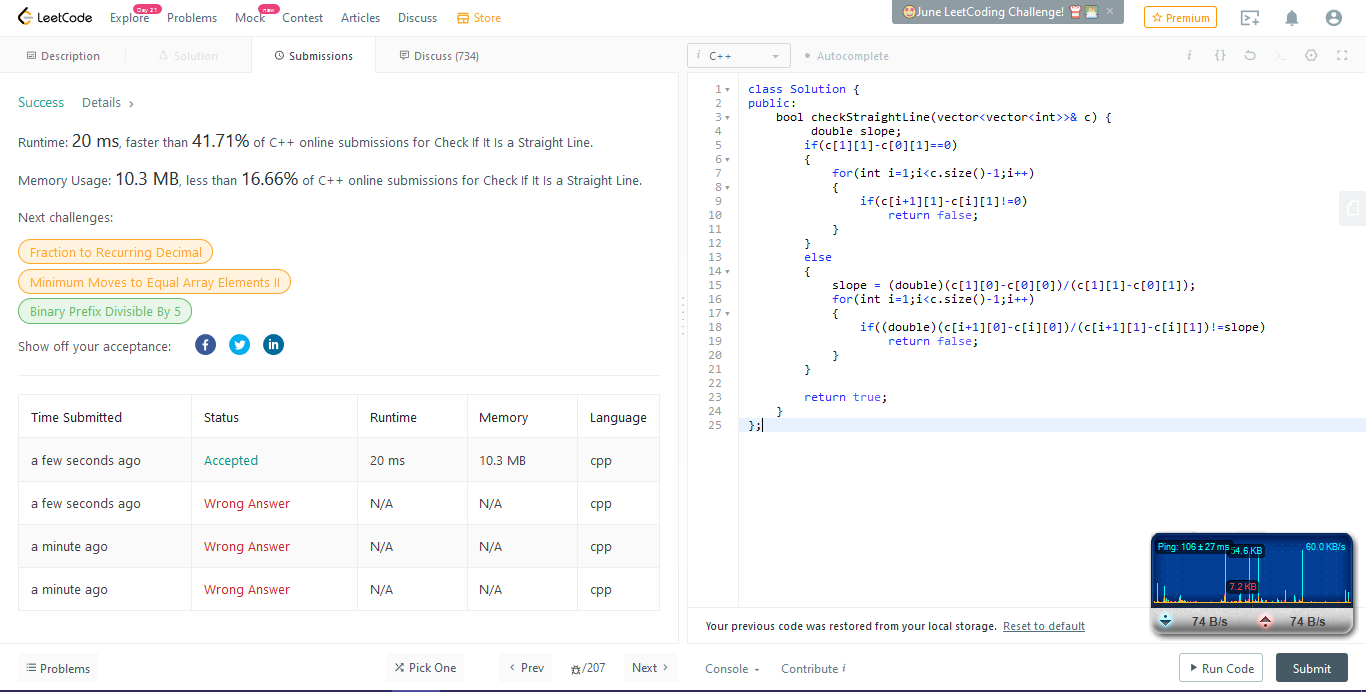 LeetCode Explore Day 21 Problems Mock new Contest Articles Discuss Store June LeetCoding Challenge! Premium
Description Solution Submissions Discuss (734)
i C++ Autocomplete
Success Details
Runtime: 20 ms, faster than 41.71% of C++ online submissions for Check If It Is a Straight Line.
Memory Usage: 10.3 MB, less than 16.66% of C++ online submissions for Check If It Is a Straight Line.
Next challenges:
Fraction to Recurring Decimal
Minimum Moves to Equal Array Elements II
Binary Prefix Divisible By 5
Show off your acceptance:
Time Submitted Status Runtime Memory Language
a few seconds ago Accepted 20 ms 10.3 MB cpp
a few seconds ago Wrong Answer N/A N/A cpp
a minute ago Wrong Answer N/A N/A cpp
a minute ago Wrong Answer N/A N/A cpp
1 class Solution {
2 public:
3 bool checkStraightLine(vector<vector<int>>& c) {
4 double slope;
5 if(c[1][1]-c[0][1]==0)
6 {
7 for(int i=1;i<c.size()-1;i++)
8 {
9 if(c[i+1][1]-c[i][1]!=0)
10 return false;
11 }
12 }
13 else
14 {
15 slope = (double)(c[1][0]-c[0][0])/(c[1][1]-c[0][1]);
16 for(int i=1;i<c.size()-1;i++)
17 {
18 if((double)(c[i+1][0]-c[i][0])/(c[i+1][1]-c[i][1])!=slope)
19 return false;
20 }
21 }
22
23 return true;
24 }
25 };
Ping: 106 ± 27 ms 54.6 KB 60.0 KB/s
7.2 KB
74 B/s 74 B/s
Your previous code was restored from your local storage. Reset to default
Problems Pick One Prev /207 Next Console Contribute i Run Code Submit